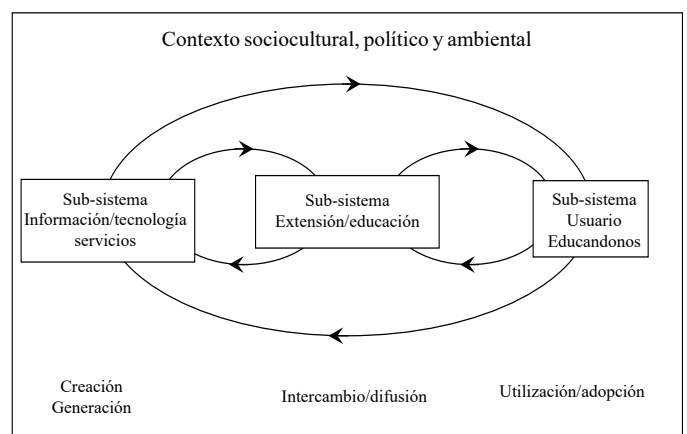 Contexto sociocultural, político y ambiental
Sub-sistema
Información/tecnología
servicios
Sub-sistema
Extensión/educación
Sub-sistema
Usuario
Educandonos
Creación
Generación
Intercambio/difusión
Utilización/adopción